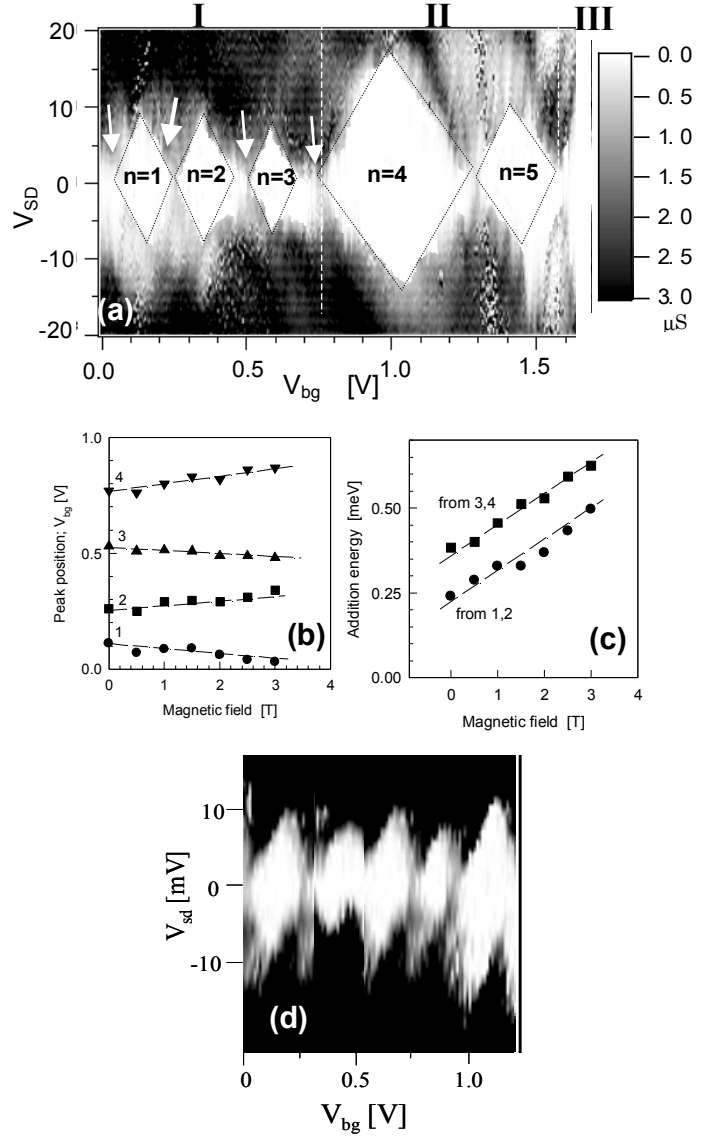 I II III
20
10
0
-10
-20
V_SD
n=1 n=2 n=3 n=4 n=5
(a)
0.0 0.5 1.0 1.5
V_bg [V]
0. 0
0. 5
1. 0
1. 5
2. 0
2. 5
3. 0
μS
1.0
0.5
0.0
Peak position; V_bg [V]
4
3
2
1
(b)
0 1 2 3 4
Magnetic field [T]
0.50
0.25
0.00
Addition energy [meV]
from 3,4
from 1,2
(c)
0 1 2 3 4
Magnetic field [T]
10
0
-10
V_sd [mV]
(d)
0 0.5 1.0
V_bg [V]